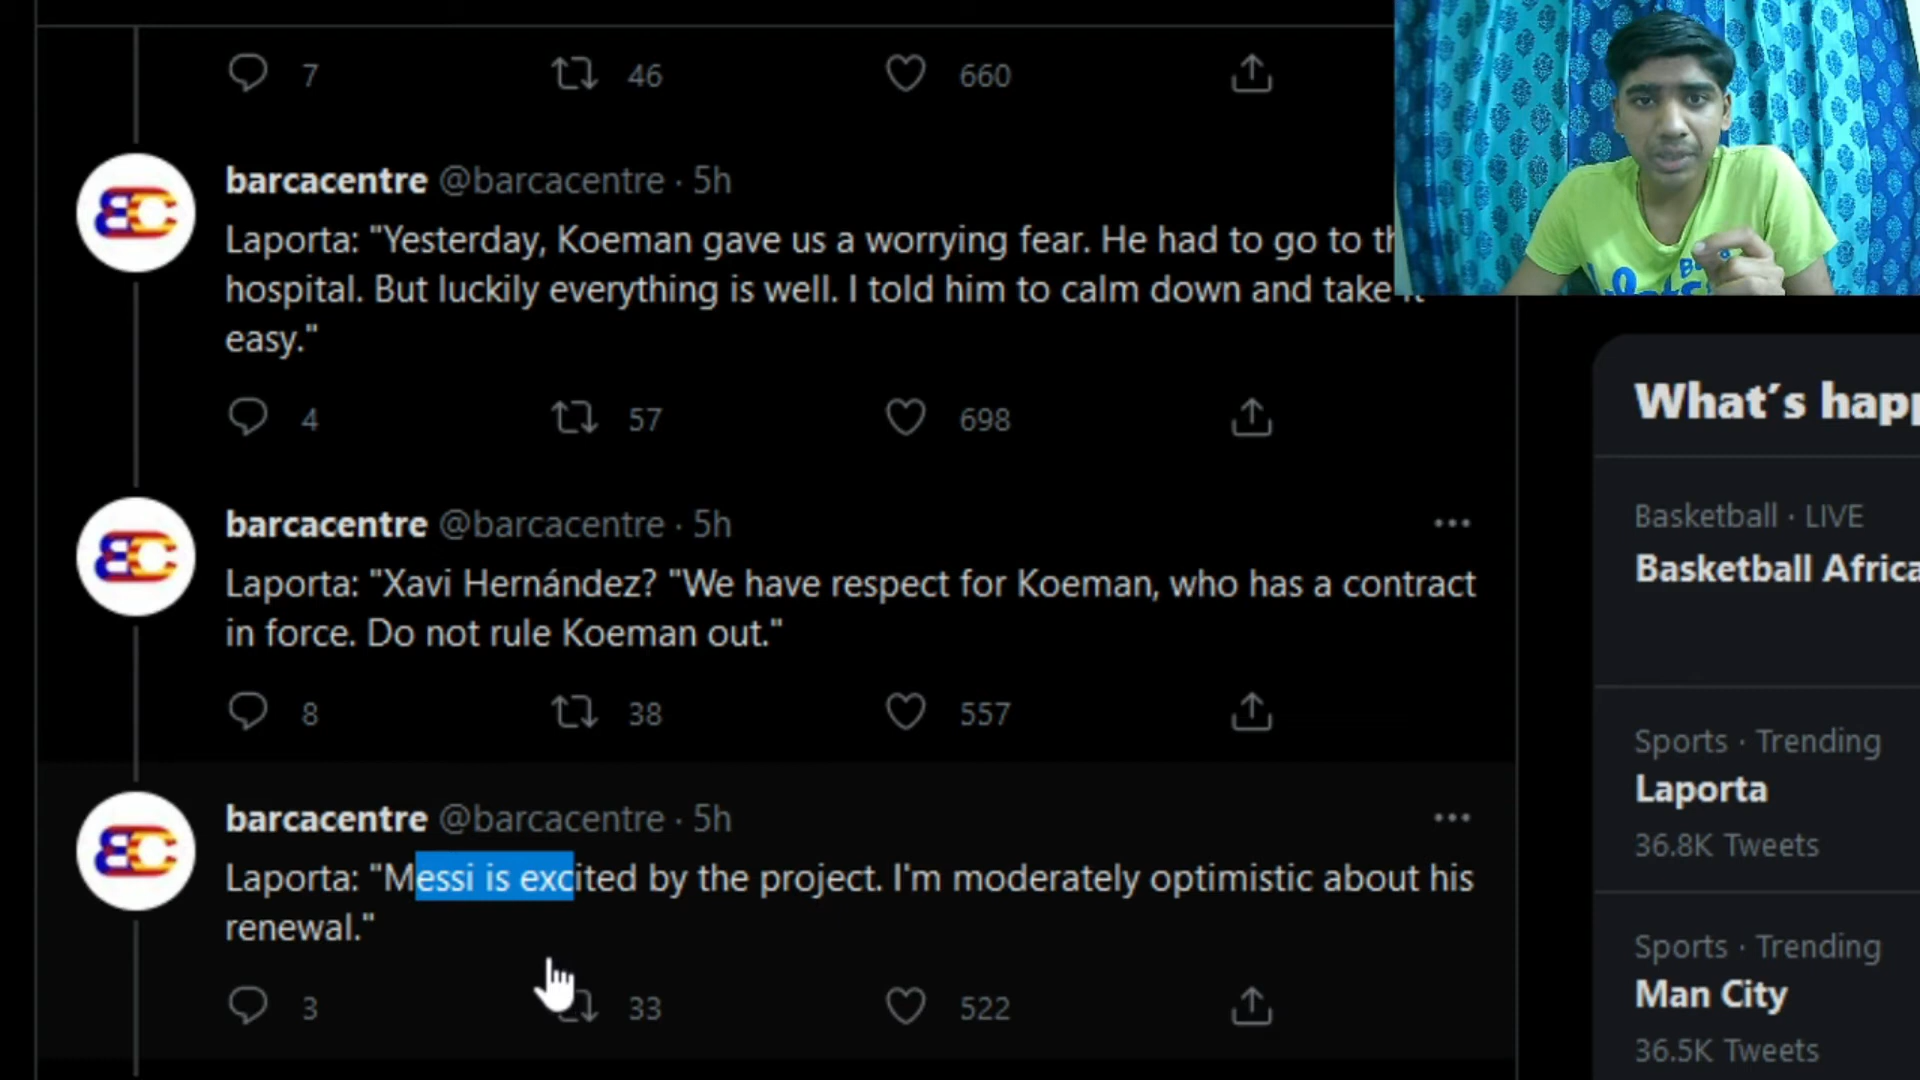 7 46 660
barcacentre @barcacentre · 5h
Laporta: "Yesterday, Koeman gave us a worrying fear. He had to go to
hospital. But luckily everything is well. I told him to calm down and take
easy."
4 57 698
barcacentre @barcacentre · 5h
Laporta: "Xavi Hernández? "We have respect for Koeman, who has a contract
in force. Do not rule Koeman out."
8 38 557
barcacentre @barcacentre · 5h
Laporta: "Messi is excited by the project. I'm moderately optimistic about his
renewal."
3 33 522
What's
Basketball · LIVE
Basketball Africa
Sports · Trending
Laporta
36.8K Tweets
Sports · Trending
Man City
36.5K Tweets